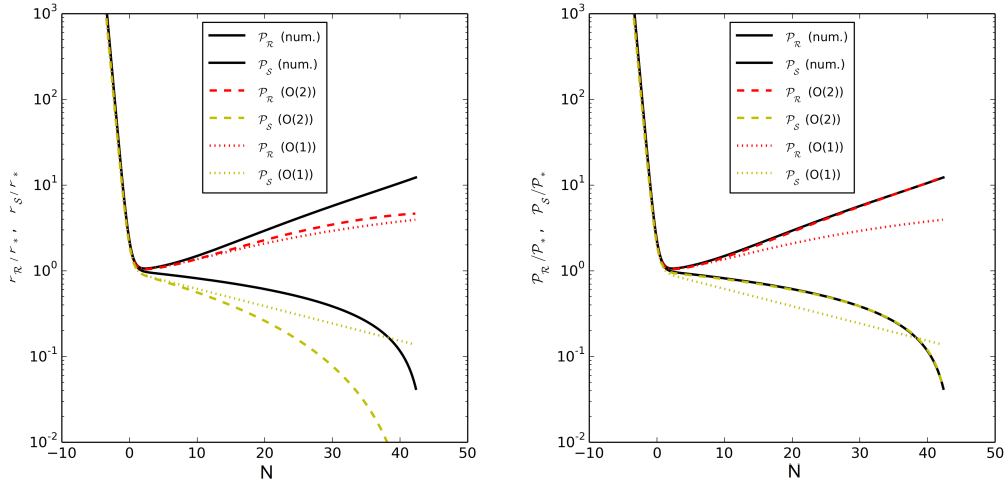 10³
10²
10¹
10⁰
10⁻¹
10⁻²
r_ℛ / r_*, r_𝒮 / r_*
−10
0
10
20
30
40
50
N
𝒫_ℛ (num.)
𝒫_𝒮 (num.)
𝒫_ℛ (O(2))
𝒫_𝒮 (O(2))
𝒫_ℛ (O(1))
𝒫_𝒮 (O(1))
10³
10²
10¹
10⁰
10⁻¹
10⁻²
𝒫_ℛ / 𝒫_*, 𝒫_𝒮 / 𝒫_*
−10
0
10
20
30
40
50
N
𝒫_ℛ (num.)
𝒫_𝒮 (num.)
𝒫_ℛ (O(2))
𝒫_𝒮 (O(2))
𝒫_ℛ (O(1))
𝒫_𝒮 (O(1))